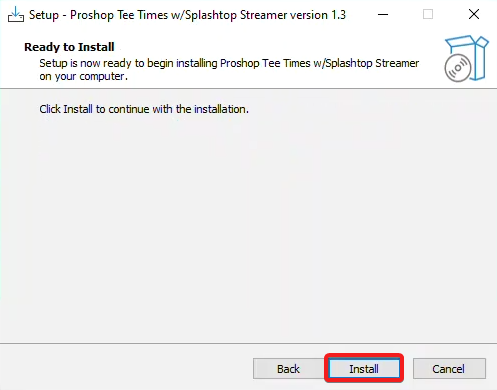 Setup - Proshop Tee Times w/Splashtop Streamer version 1.3
Ready to Install
Setup is now ready to begin installing Proshop Tee Times w/Splashtop Streamer
on your computer.
Click Install to continue with the installation.
Back Install Cancel